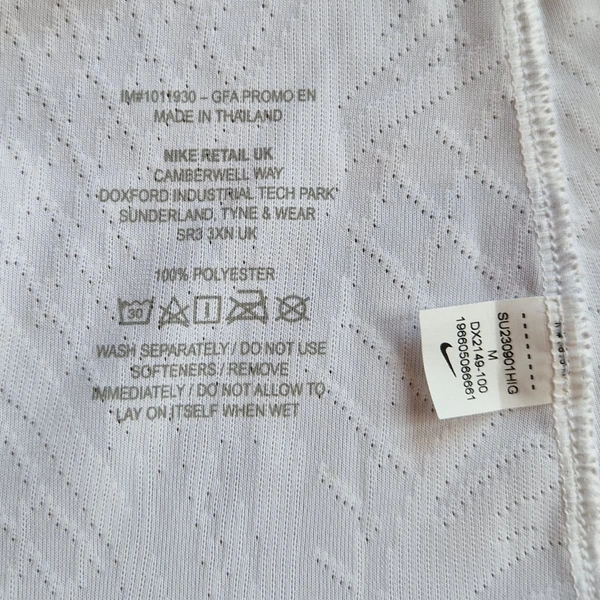 IM#1011930 – GFA PROMO EN
MADE IN THAILAND
NIKE RETAIL UK
CAMBERWELL WAY
DOXFORD INDUSTRIAL TECH PARK
SUNDERLAND, TYNE & WEAR
SR3 3XN UK
100% POLYESTER
30
WASH SEPARATELY / DO NOT USE
SOFTENERS / REMOVE
IMMEDIATELY / DO NOT ALLOW TO
LAY ON ITSELF WHEN WET
SU230901HIG
M
DX2149-100
196605066661